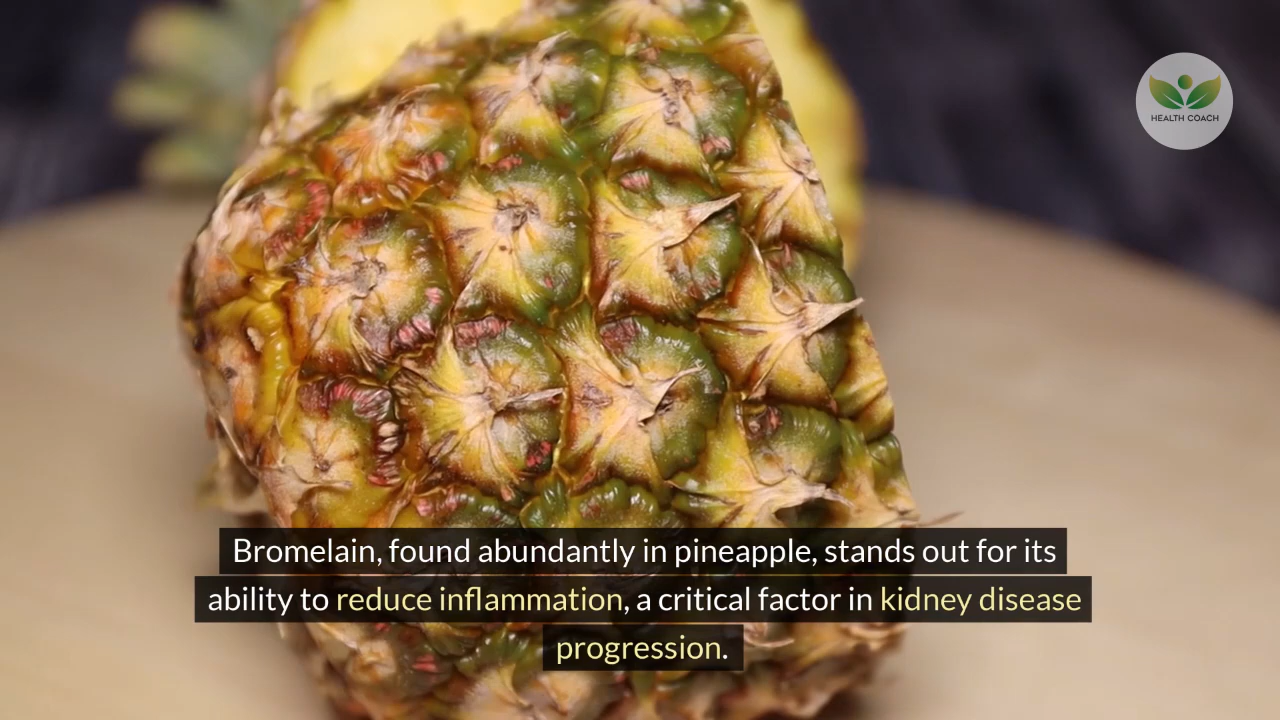 HEALTH COACH
Bromelain, found abundantly in pineapple, stands out for its
ability to reduce inflammation, a critical factor in kidney disease
progression.